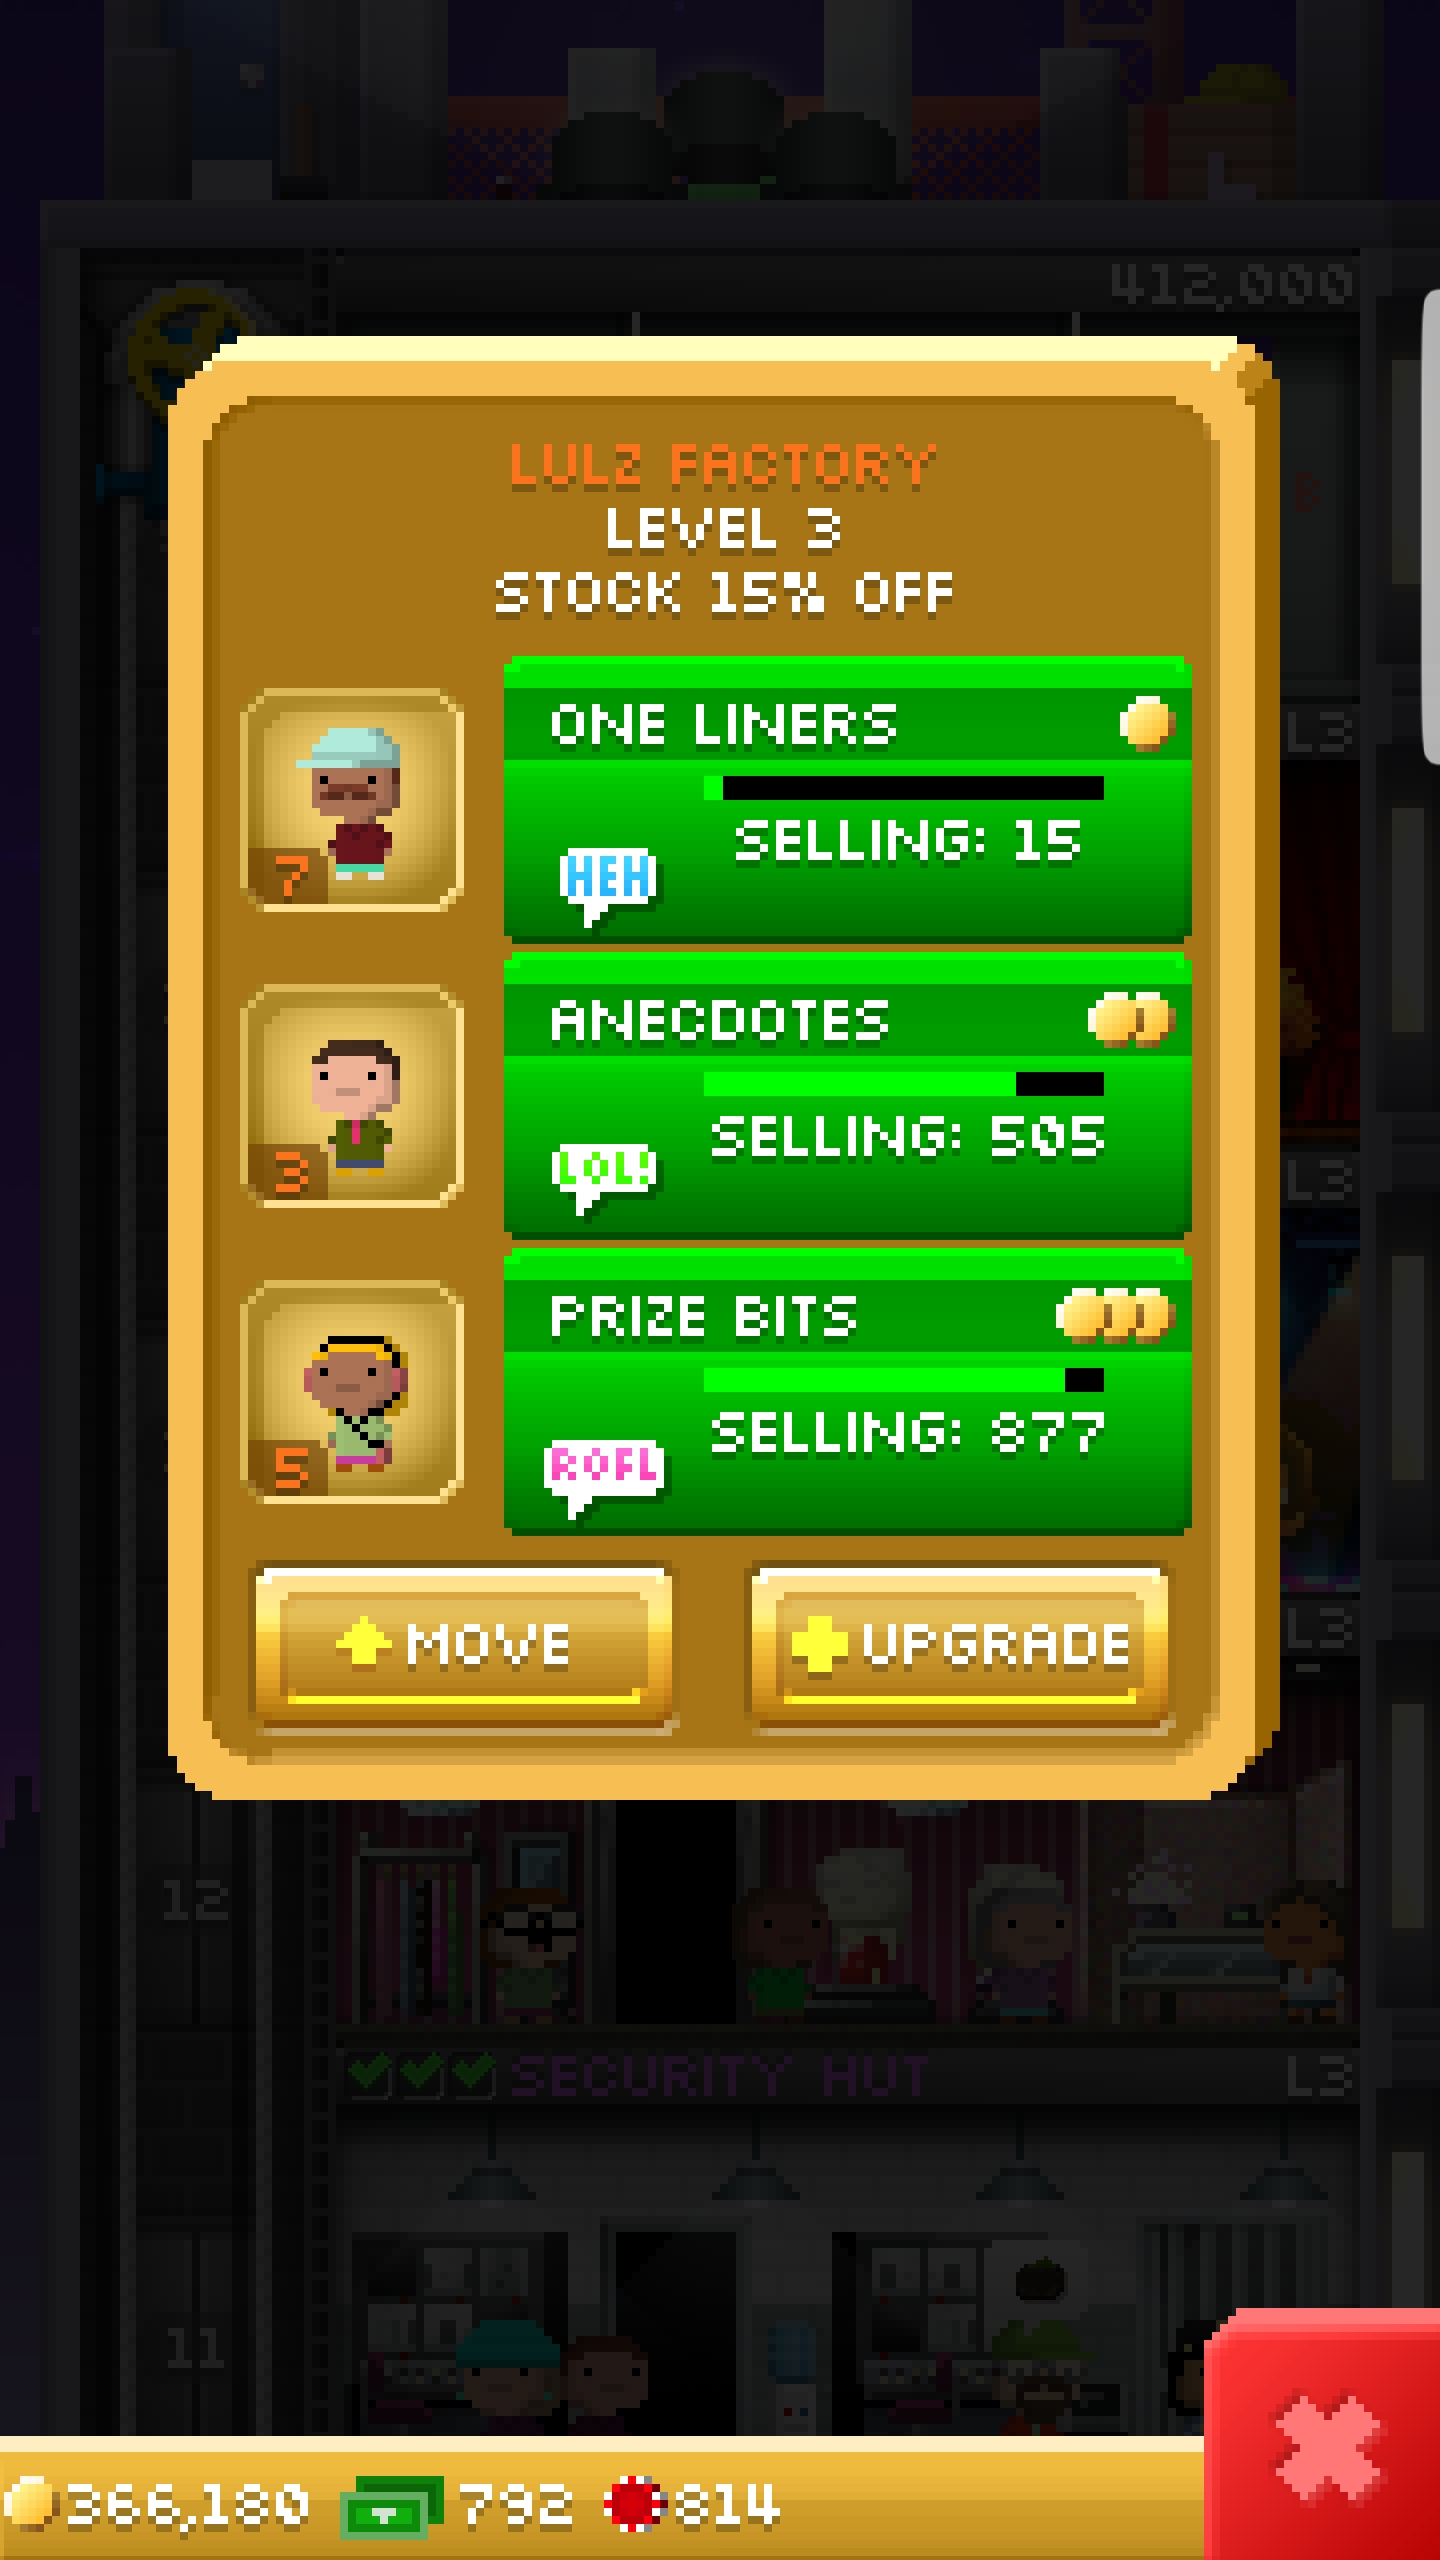 412,000
LULZ FACTORY
LEVEL 3
STOCK 15% OFF
B
ONE LINERS
L3
SELLING: 15
7
HEH
ANECDOTES
SELLING: 505
3
LOL!
L3
PRIZE BITS
SELLING: 877
5
ROFL
MOVE
UPGRADE
L3
12
SECURITY HUT
L3
11
366,180
792
814